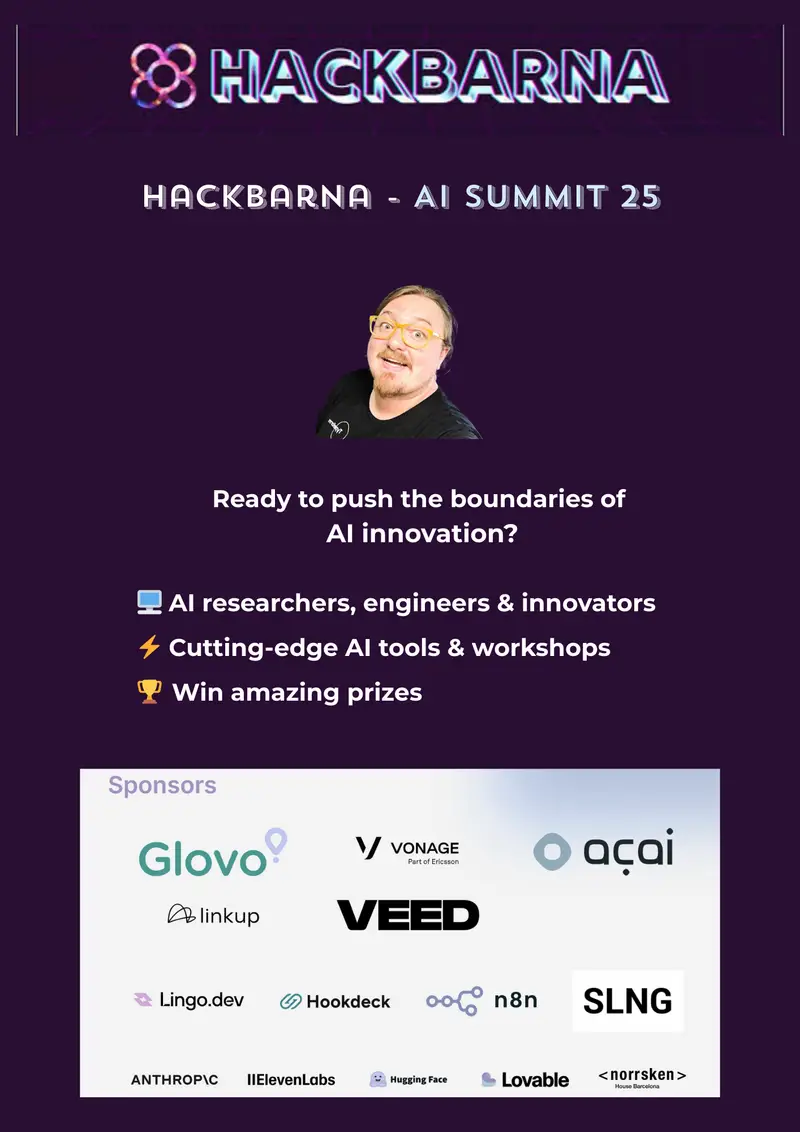 HACKBARNA
HACKBARNA - AI SUMMIT 25
Ready to push the boundaries of
AI innovation?
AI researchers, engineers & innovators
Cutting-edge AI tools & workshops
Win amazing prizes
Sponsors
Glovo
VONAGE
Part of Ericsson
açai
linkup
VEED
Lingo.dev
Hookdeck
n8n
SLNG
ANTHROP\C
IIElevenLabs
Hugging Face
Lovable
<norrsken>
House Barcelona